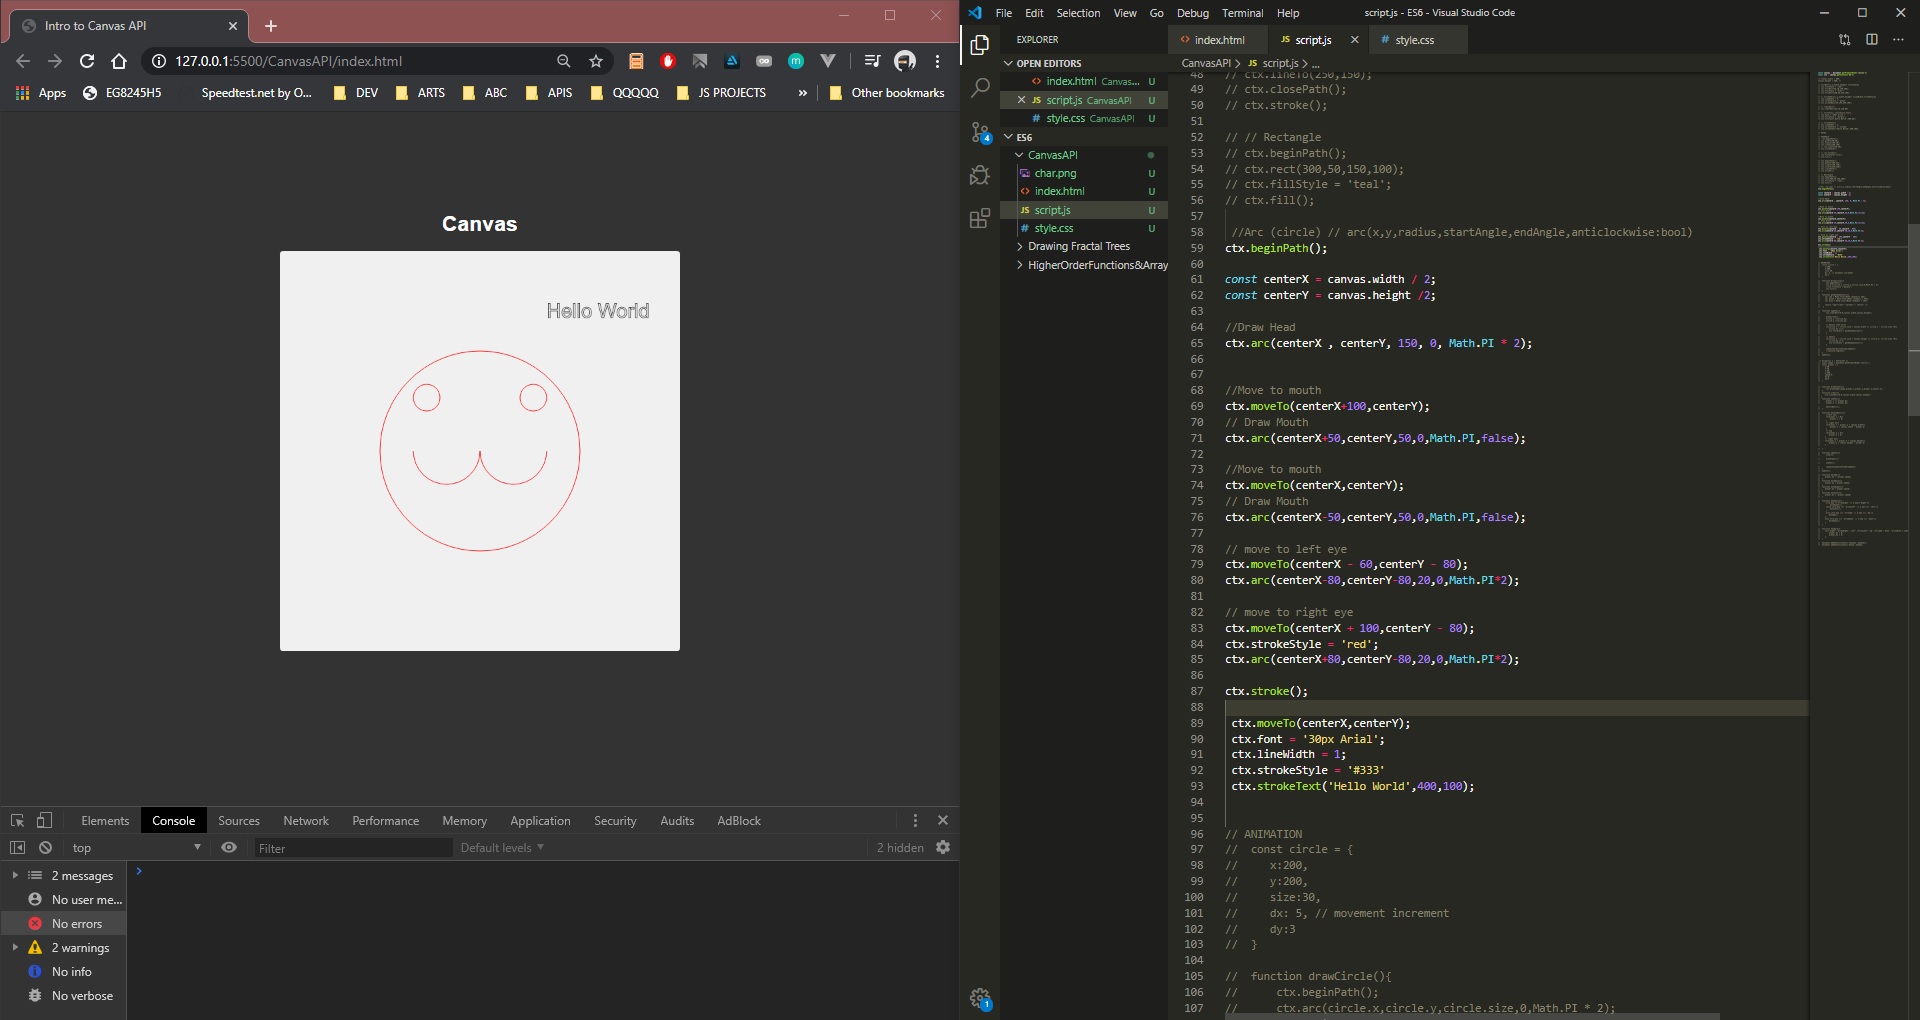 Intro to Canvas API
127.0.0.1:5500/CanvasAPI/index.html
Apps
EG8245H5
Speedtest.net by O...
DEV
ARTS
ABC
APIS
QQQQQ
JS PROJECTS
»
Other bookmarks
Canvas
Hello World
Elements
Console
Sources
Network
Performance
Memory
Application
Security
Audits
AdBlock
top
Filter
Default levels
2 hidden
2 messages
No user me...
No errors
2 warnings
No info
No verbose
File
Edit
Selection
View
Go
Debug
Terminal
Help
script.js - ES6 - Visual Studio Code
EXPLORER
<> index.html
JS script.js
# style.css
OPEN EDITORS
<> index.html Canvas... U
JS script.js CanvasAPI U
# style.css CanvasAPI U
4
ES6
CanvasAPI
char.png U
<> index.html U
JS script.js U
# style.css U
Drawing Fractal Trees
HigherOrderFunctions&Array
1
CanvasAPI > JS script.js > ...
48 // ctx.lineTo(250,150);
49 // ctx.closePath();
50 // ctx.stroke();
51
52 // // Rectangle
53 // ctx.beginPath();
54 // ctx.rect(300,50,150,100);
55 // ctx.fillStyle = 'teal';
56 // ctx.fill();
57
58 //Arc (circle) // arc(x,y,radius,startAngle,endAngle,anticlockwise:bool)
59 ctx.beginPath();
60
61 const centerX = canvas.width / 2;
62 const centerY = canvas.height /2;
63
64 //Draw Head
65 ctx.arc(centerX , centerY, 150, 0, Math.PI * 2);
66
67
68 //Move to mouth
69 ctx.moveTo(centerX+100,centerY);
70 // Draw Mouth
71 ctx.arc(centerX+50,centerY,50,0,Math.PI,false);
72
73 //Move to mouth
74 ctx.moveTo(centerX,centerY);
75 // Draw Mouth
76 ctx.arc(centerX-50,centerY,50,0,Math.PI,false);
77
78 // move to left eye
79 ctx.moveTo(centerX - 60,centerY - 80);
80 ctx.arc(centerX-80,centerY-80,20,0,Math.PI*2);
81
82 // move to right eye
83 ctx.moveTo(centerX + 100,centerY - 80);
84 ctx.strokeStyle = 'red';
85 ctx.arc(centerX+80,centerY-80,20,0,Math.PI*2);
86
87 ctx.stroke();
88
89 ctx.moveTo(centerX,centerY);
90 ctx.font = '30px Arial';
91 ctx.lineWidth = 1;
92 ctx.strokeStyle = '#333'
93 ctx.strokeText('Hello World',400,100);
94
95
96 // ANIMATION
97 // const circle = {
98 // x:200,
99 // y:200,
100 // size:30,
101 // dx: 5, // movement increment
102 // dy:3
103 // }
104
105 // function drawCircle(){
106 // ctx.beginPath();
107 // ctx.arc(circle.x,circle.y,circle.size,0,Math.PI * 2);